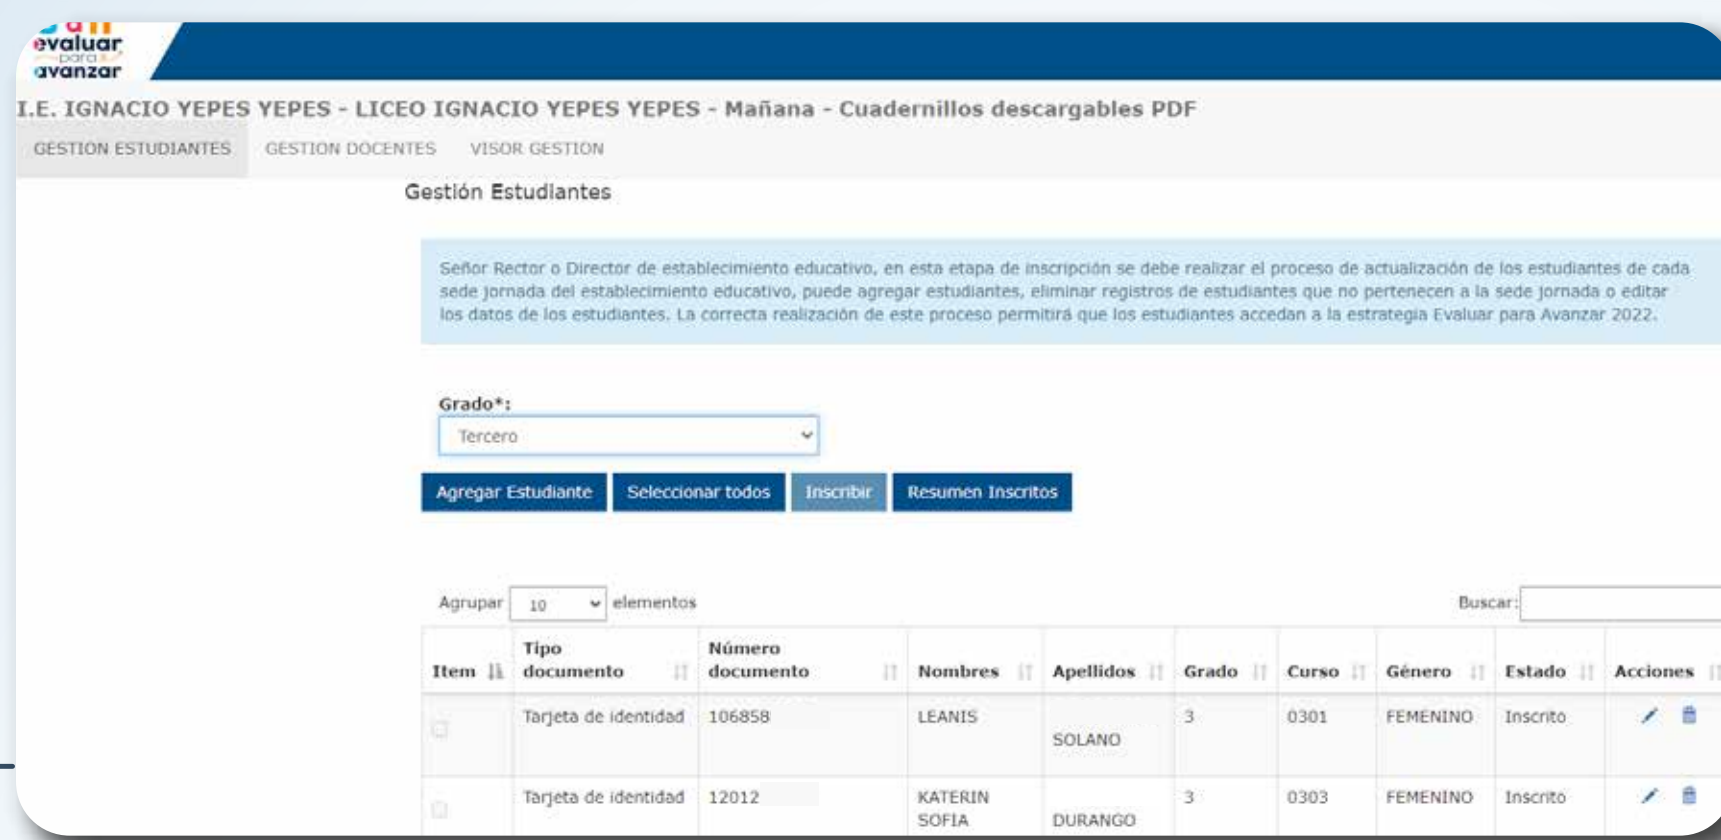 evaluar
para
avanzar
I.E. IGNACIO YEPES YEPES - LICEO IGNACIO YEPES YEPES - Mañana - Cuadernillos descargables PDF
GESTION ESTUDIANTES GESTION DOCENTES VISOR GESTION
Gestión Estudiantes
Señor Rector o Director de establecimiento educativo, en esta etapa de inscripción se debe realizar el proceso de actualización de los estudiantes de cada
sede jornada del establecimiento educativo, puede agregar estudiantes, eliminar registros de estudiantes que no pertenecen a la sede jornada o editar
los datos de los estudiantes. La correcta realización de este proceso permitirá que los estudiantes accedan a la estrategia Evaluar para Avanzar 2022.
Grado*:
Tercero
Agregar Estudiante Seleccionar todos Inscribir Resumen Inscritos
Agrupar 10 elementos Buscar:
Item Tipo documento Número documento Nombres Apellidos Grado Curso Género Estado Acciones
Tarjeta de identidad 106858 LEANIS SOLANO 3 0301 FEMENINO Inscrito
Tarjeta de identidad 12012 KATERIN SOFIA DURANGO 3 0303 FEMENINO Inscrito